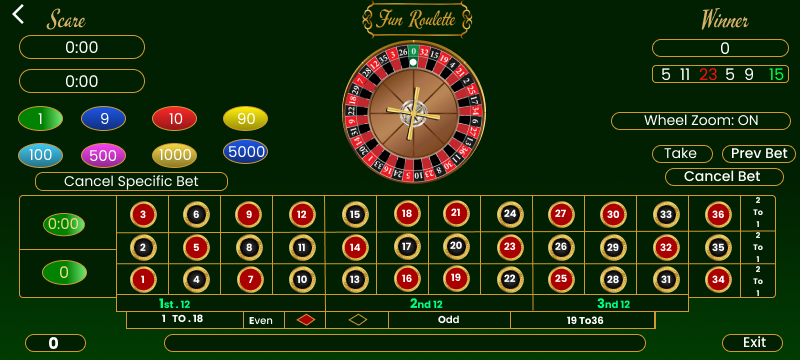 Scare
Fun Roulette
Winner
0:00
0
0:00
5 11 23 5 9 15
1 9 10 90
Wheel Zoom: ON
100 500 1000 5000
Take Prev Bet
Cancel Specific Bet
Cancel Bet
0:00
3 6 9 12 15 18 21 24 27 30 33 36
2 To 1
2 5 8 11 14 17 20 23 26 29 32 35
2 To 1
0
1 4 7 10 13 16 19 22 25 28 31 34
2 To 1
1st . 12 2nd 12 3nd 12
1 TO . 18 Even Odd 19 To36
0
Exit